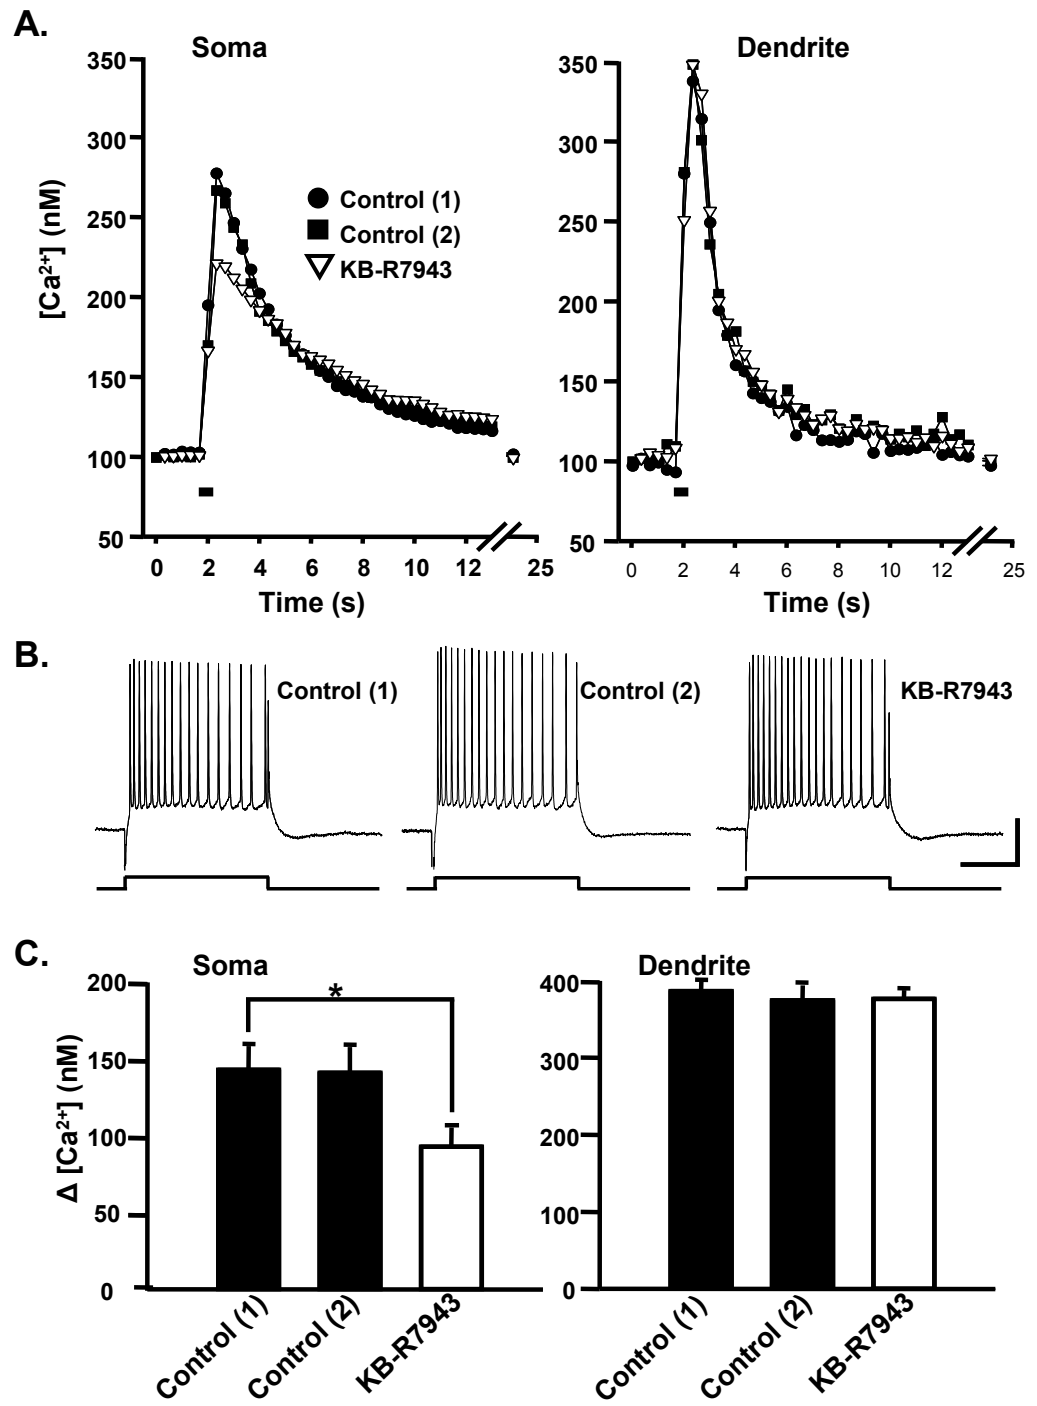 A.
Soma
Dendrite
350
300
250
200
150
100
50
[Ca²⁺] (nM)
Control (1)
Control (2)
KB-R7943
0 2 4 6 8 10 12 25
Time (s)
350
300
250
200
150
100
50
0 2 4 6 8 10 12 25
Time (s)
B.
Control (1)
Control (2)
KB-R7943
C.
Soma
Dendrite
200
150
100
50
0
Δ [Ca²⁺] (nM)
*
Control (1)
Control (2)
KB-R7943
400
300
200
100
0
Control (1)
Control (2)
KB-R7943